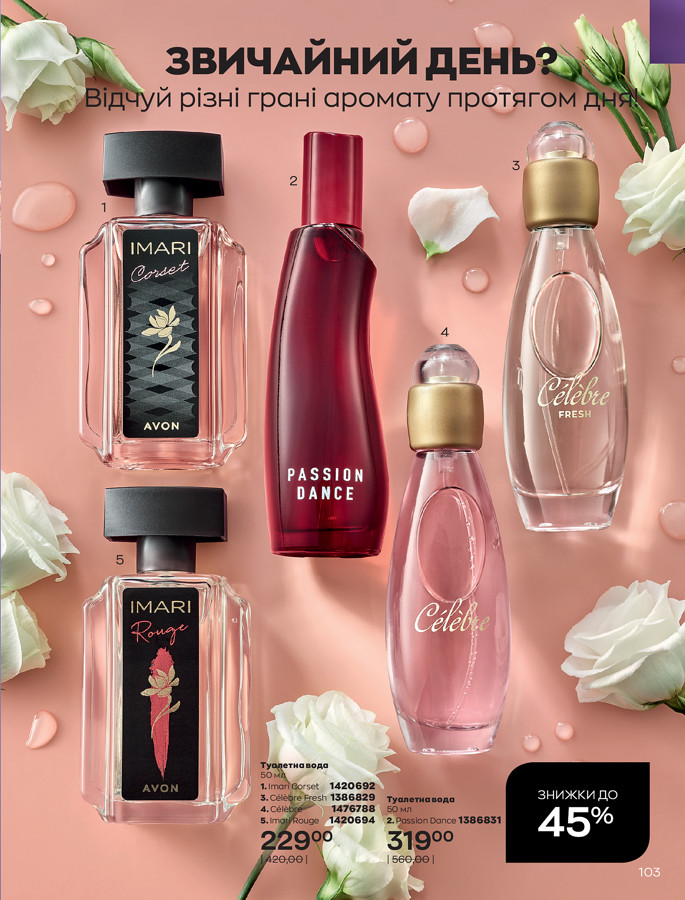 ЗВИЧАЙНИЙ ДЕНЬ?
Відчуй різні грані аромату протягом дня!
1
IMARI
Corset
AVON
2
PASSION
DANCE
3
Célèbre
FRESH
4
Célèbre
5
IMARI
Rouge
AVON
Туалетна вода
50 мл
1. Imari Corset 1420692
3. Célèbre Fresh 1386829
4. Célèbre 1476788
5. Imari Rouge 1420694
229⁰⁰
| 420,00 |
Туалетна вода
50 мл
2. Passion Dance 1386831
319⁰⁰
| 560,00 |
ЗНИЖКИ ДО
45%
103